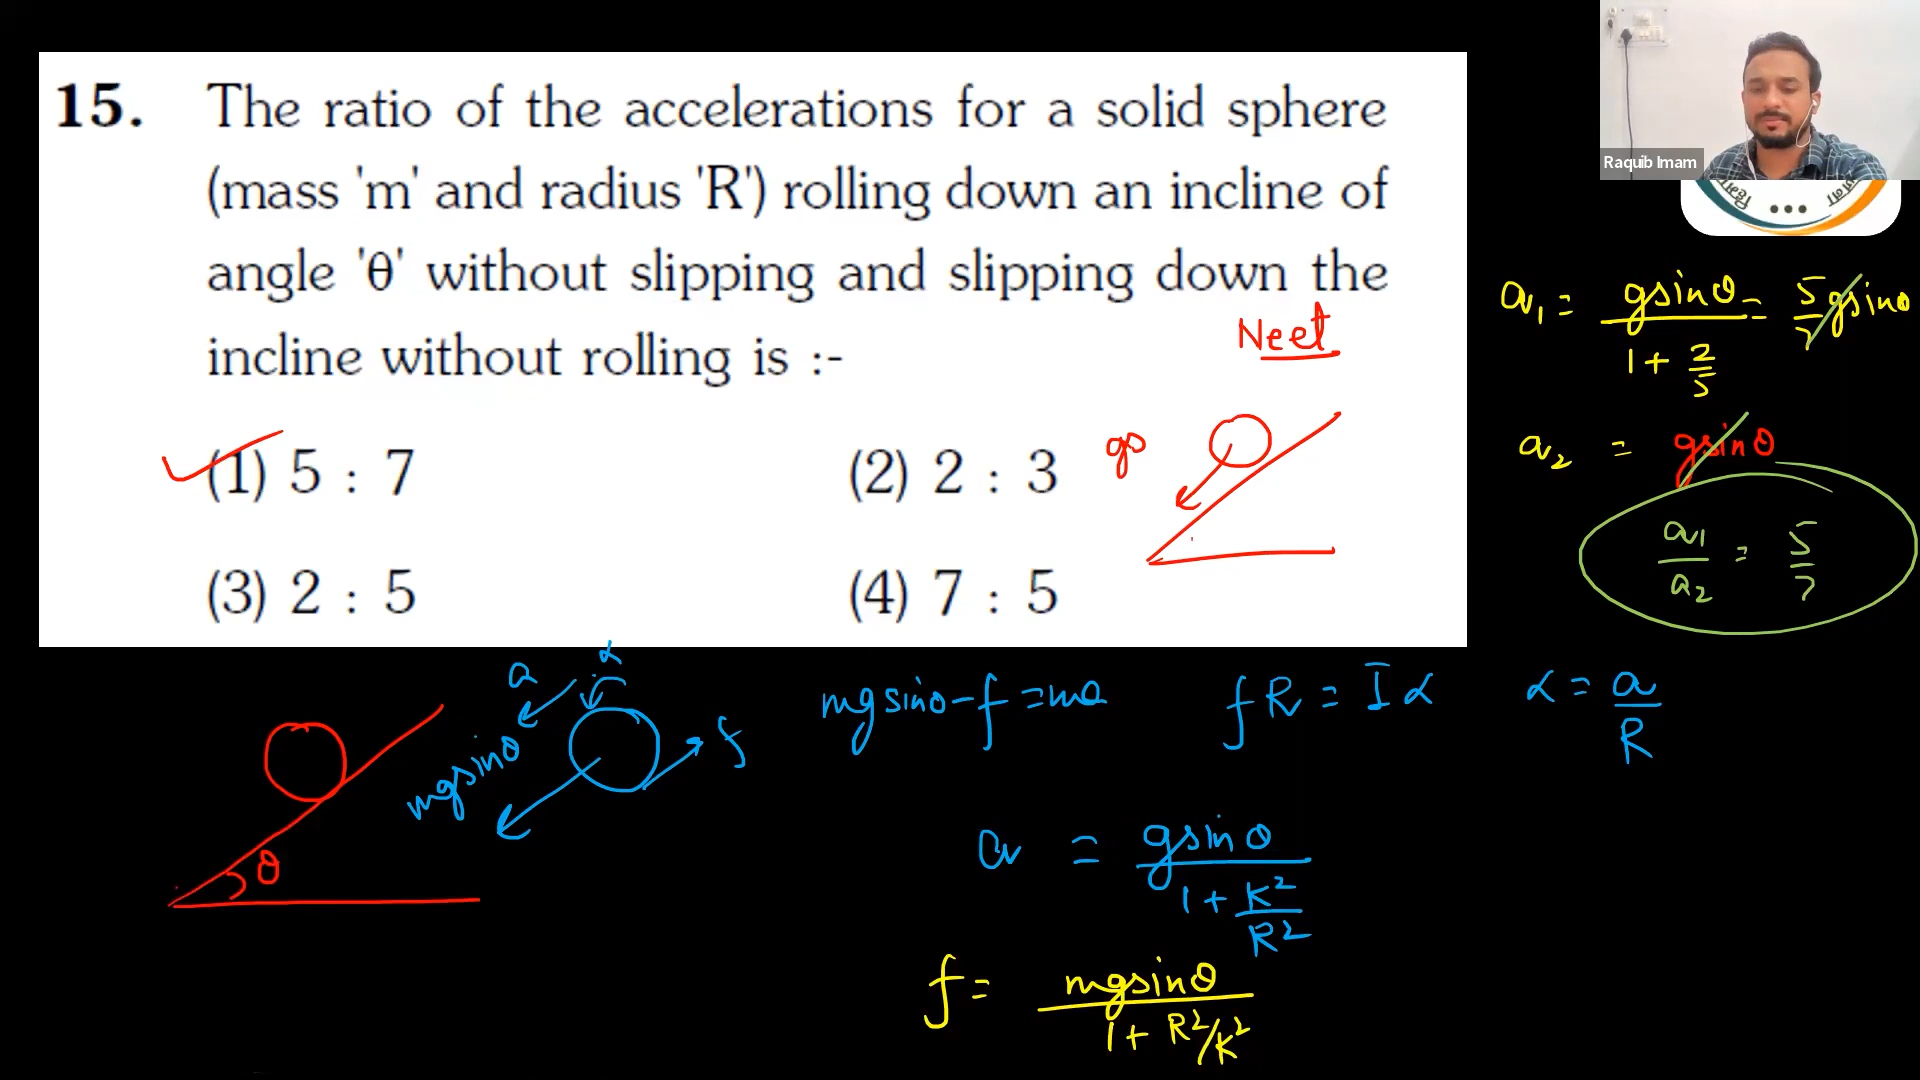 Raquib Imam
15. The ratio of the accelerations for a solid sphere
(mass 'm' and radius 'R') rolling down an incline of
angle 'θ' without slipping and slipping down the
incline without rolling is :-
Neet
(1) 5 : 7
(2) 2 : 3
(3) 2 : 5
(4) 7 : 5
gs
a₁ = gsinθ / (1 + 2/5) = 5/7 gsinθ
a₂ = gsinθ
a₁/a₂ = 5/7
θ
a
α
mgsinθ
f
mgsinθ-f=ma
fR = Iα
α = a/R
a = gsinθ / (1 + K²/R²)
f = mgsinθ / (1 + R²/K²)